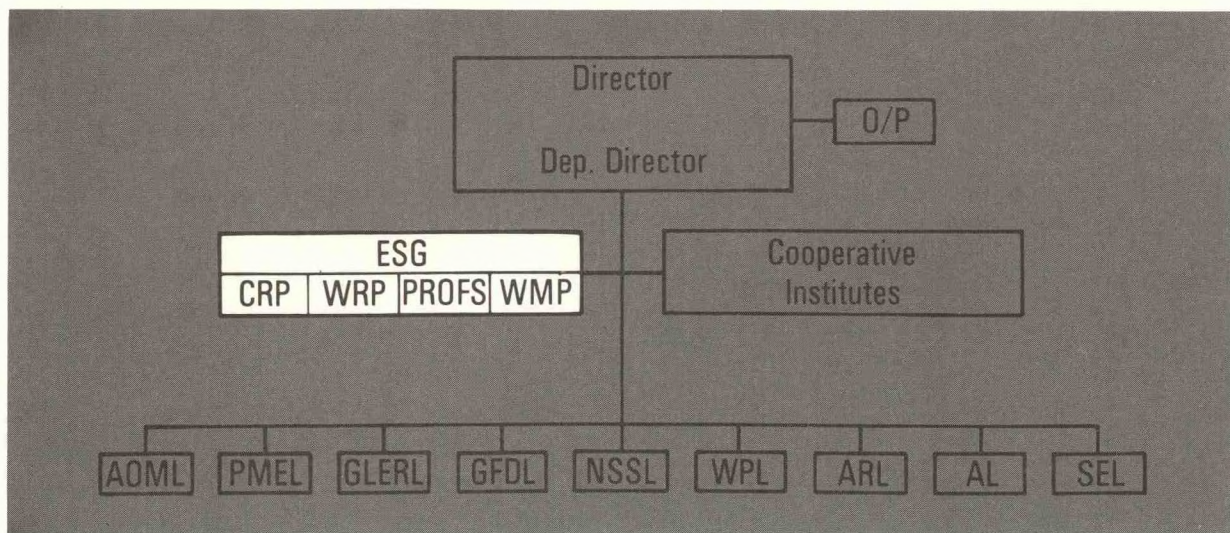 Director
O/P
Dep. Director
ESG
CRP WRP PROFS WMP
Cooperative
Institutes
AOML PMEL GLERL GFDL NSSL WPL ARL AL SEL